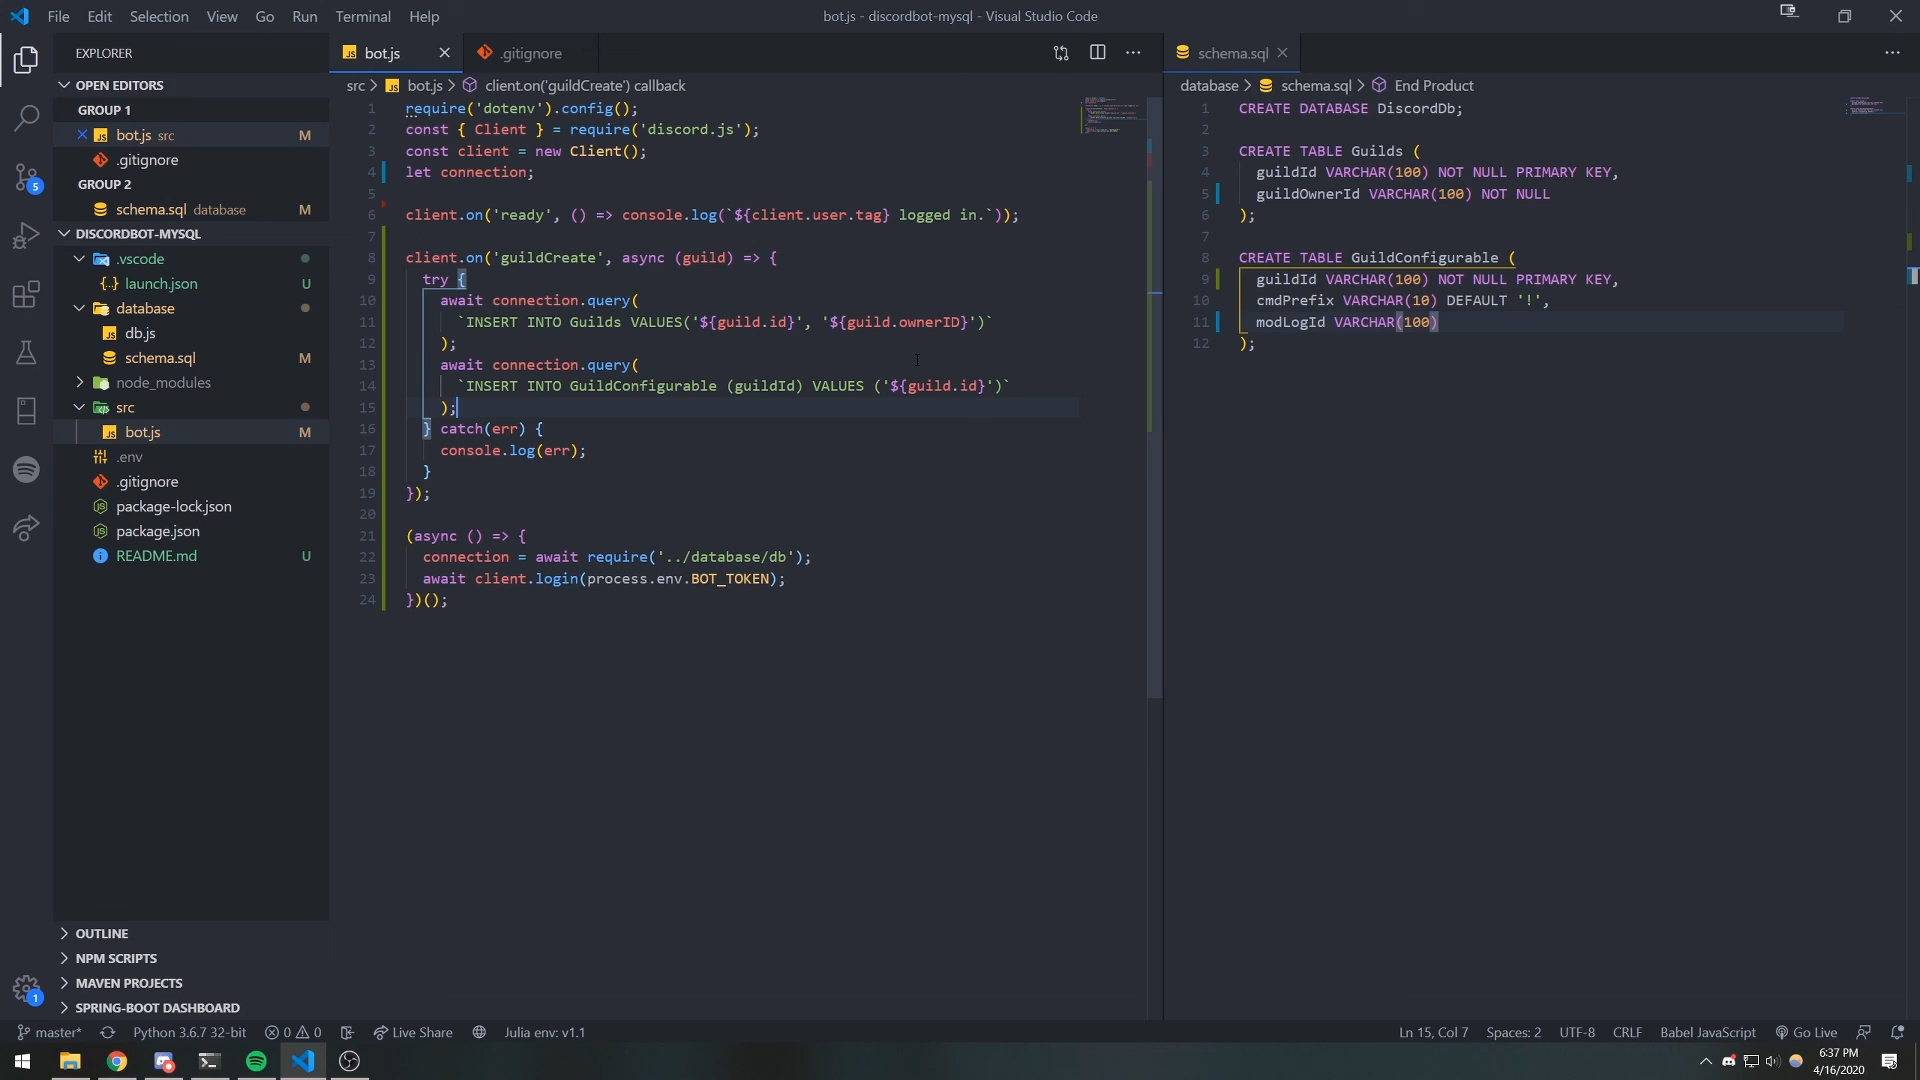 File Edit Selection View Go Run Terminal Help
bot.js - discordbot-mysql - Visual Studio Code
EXPLORER
OPEN EDITORS
GROUP 1
bot.js src M
.gitignore
GROUP 2
schema.sql database M
DISCORDBOT-MYSQL
.vscode
launch.json U
database
db.js
schema.sql M
node_modules
src
bot.js M
.env
.gitignore
package-lock.json
package.json
README.md U
OUTLINE
NPM SCRIPTS
MAVEN PROJECTS
SPRING-BOOT DASHBOARD
5
1
bot.js
.gitignore
src > bot.js > client.on('guildCreate') callback
1 require('dotenv').config();
2 const { Client } = require('discord.js');
3 const client = new Client();
4 let connection;
5
6 client.on('ready', () => console.log(`${client.user.tag} logged in.`));
7
8 client.on('guildCreate', async (guild) => {
9 try {
10 await connection.query(
11 `INSERT INTO Guilds VALUES('${guild.id}', '${guild.ownerID}')`
12 );
13 await connection.query(
14 `INSERT INTO GuildConfigurable (guildId) VALUES ('${guild.id}')`
15 );
16 } catch(err) {
17 console.log(err);
18 }
19 });
20
21 (async () => {
22 connection = await require('../database/db');
23 await client.login(process.env.BOT_TOKEN);
24 })();
schema.sql
database > schema.sql > End Product
1 CREATE DATABASE DiscordDb;
2
3 CREATE TABLE Guilds (
4 guildId VARCHAR(100) NOT NULL PRIMARY KEY,
5 guildOwnerId VARCHAR(100) NOT NULL
6 );
7
8 CREATE TABLE GuildConfigurable (
9 guildId VARCHAR(100) NOT NULL PRIMARY KEY,
10 cmdPrefix VARCHAR(10) DEFAULT '!',
11 modLogId VARCHAR(100)
12 );
master* Python 3.6.7 32-bit 0 0 Live Share Julia env: v1.1
Ln 15, Col 7 Spaces: 2 UTF-8 CRLF Babel JavaScript Go Live
6:37 PM
4/16/2020